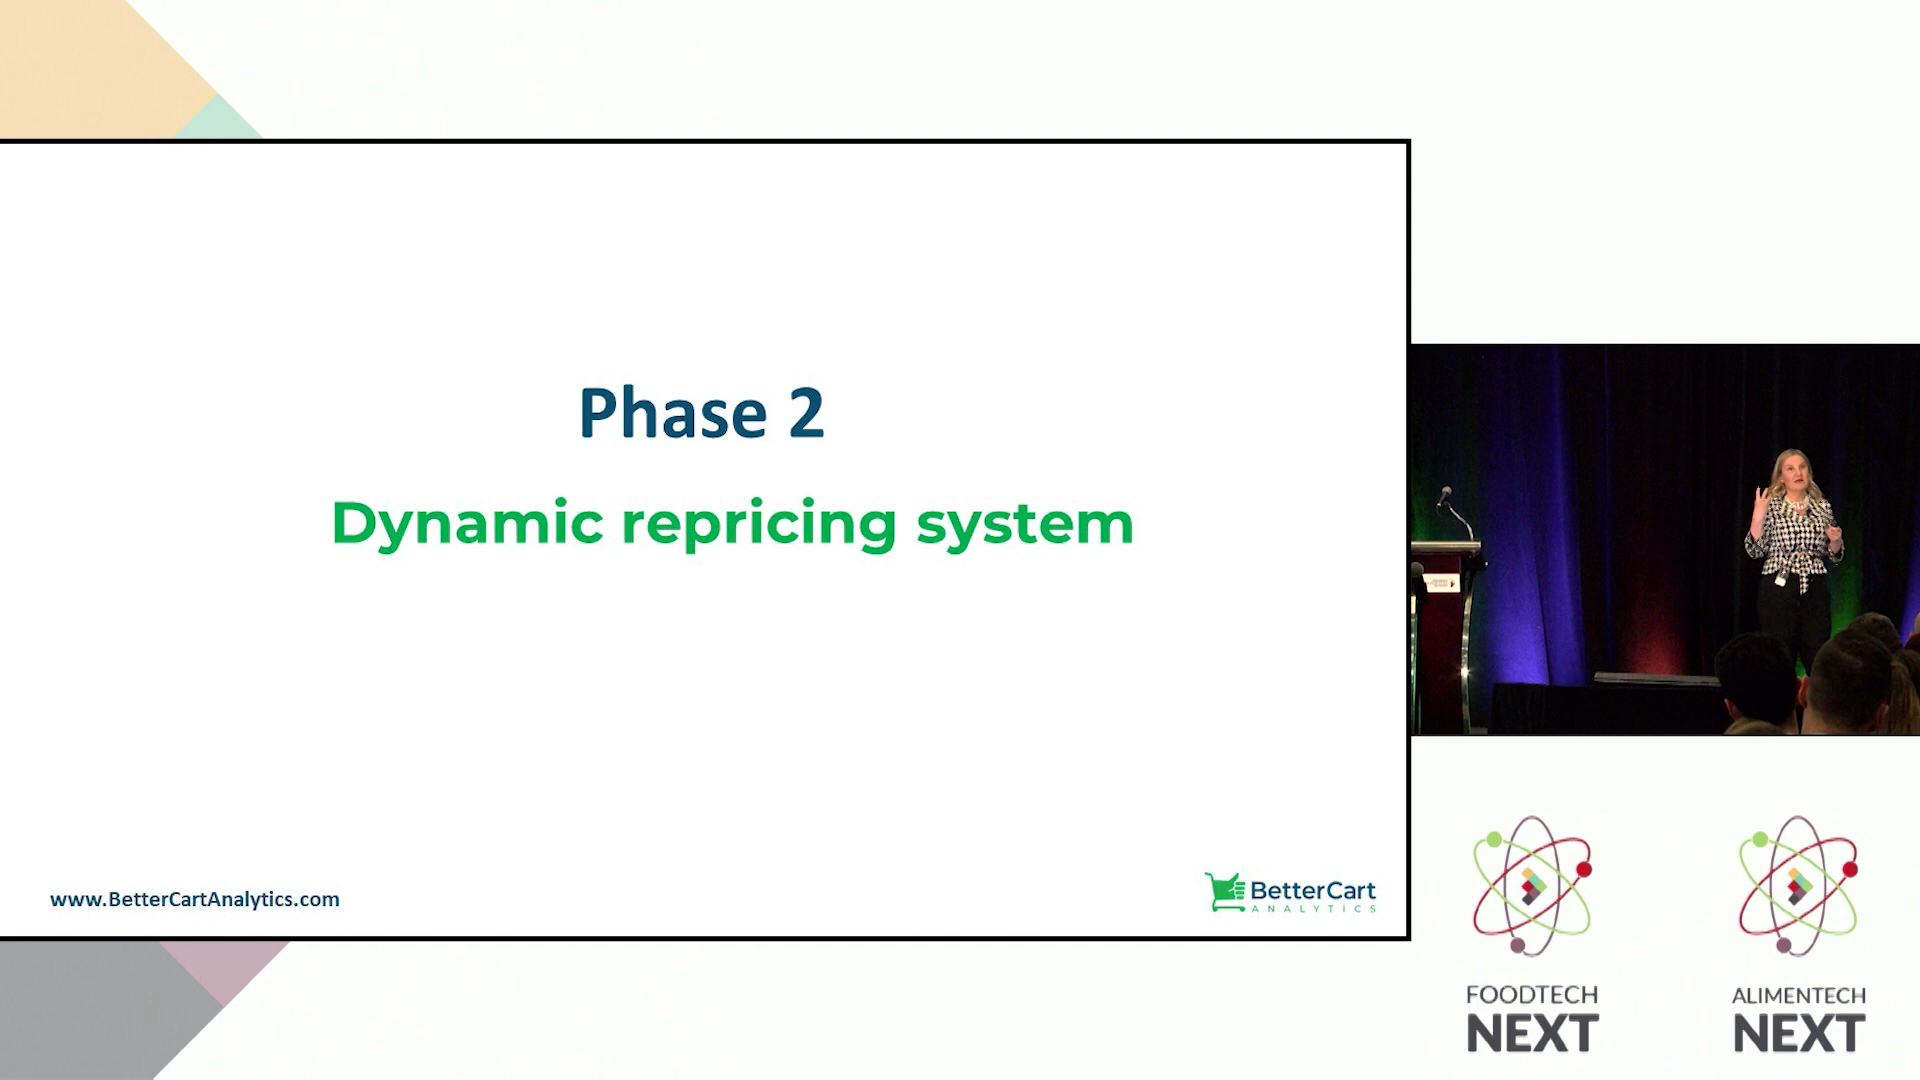 Phase 2
Dynamic repricing system
www.BetterCartAnalytics.com
BetterCart
ANALYTICS
FOODTECH
NEXT
ALIMENTECH
NEXT